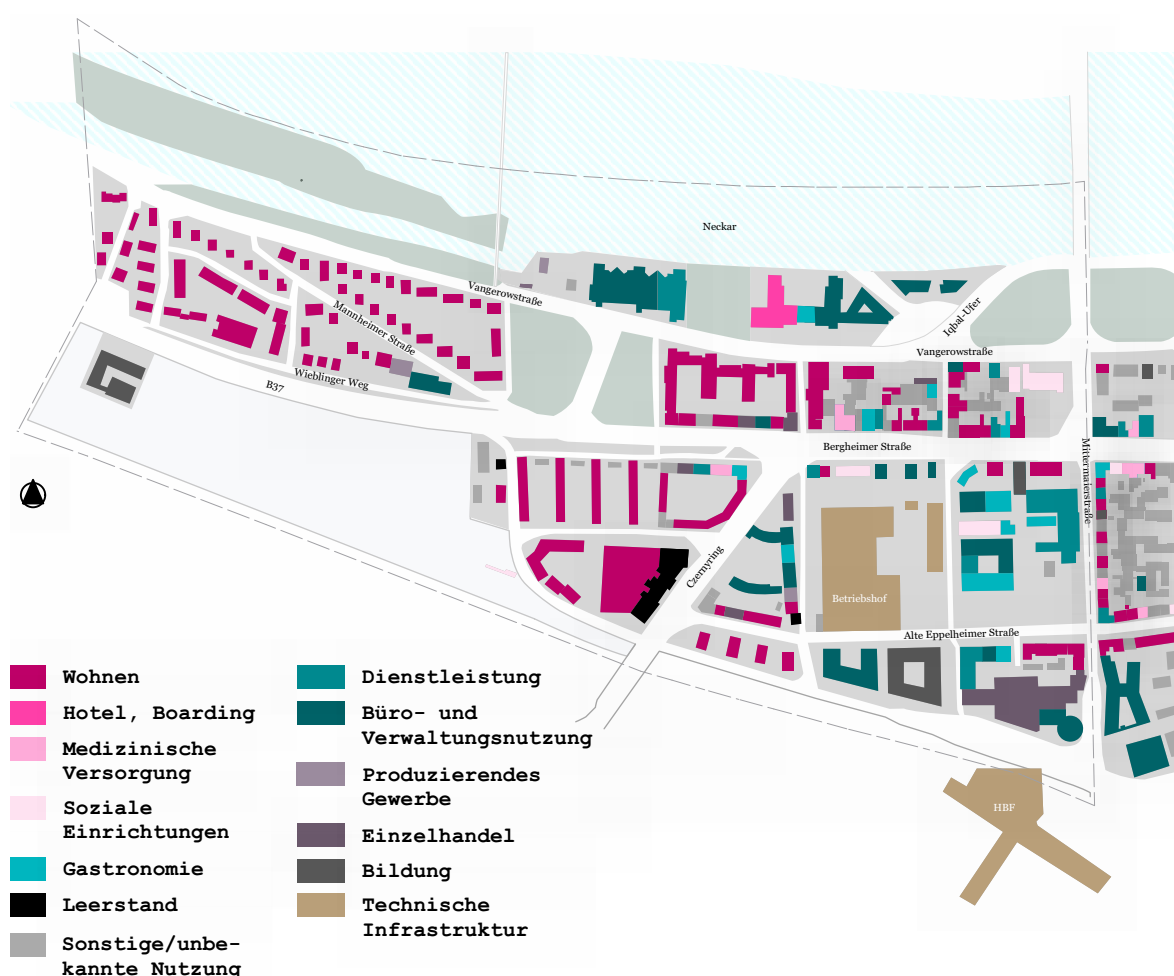 Neckar
Vangerowstraße
Iqbal-Ufer
Mannheimer Straße
Vangerowstraße
Wieblinger Weg
B37
Bergheimer Straße
Mittermaierstraße
Czernyring
Betriebshof
Alte Eppelheimer Straße
HBF
Wohnen
Hotel, Boarding
Medizinische
Versorgung
Soziale
Einrichtungen
Gastronomie
Leerstand
Sonstige/unbe-
kannte Nutzung
Dienstleistung
Büro- und
Verwaltungsnutzung
Produzierendes
Gewerbe
Einzelhandel
Bildung
Technische
Infrastruktur